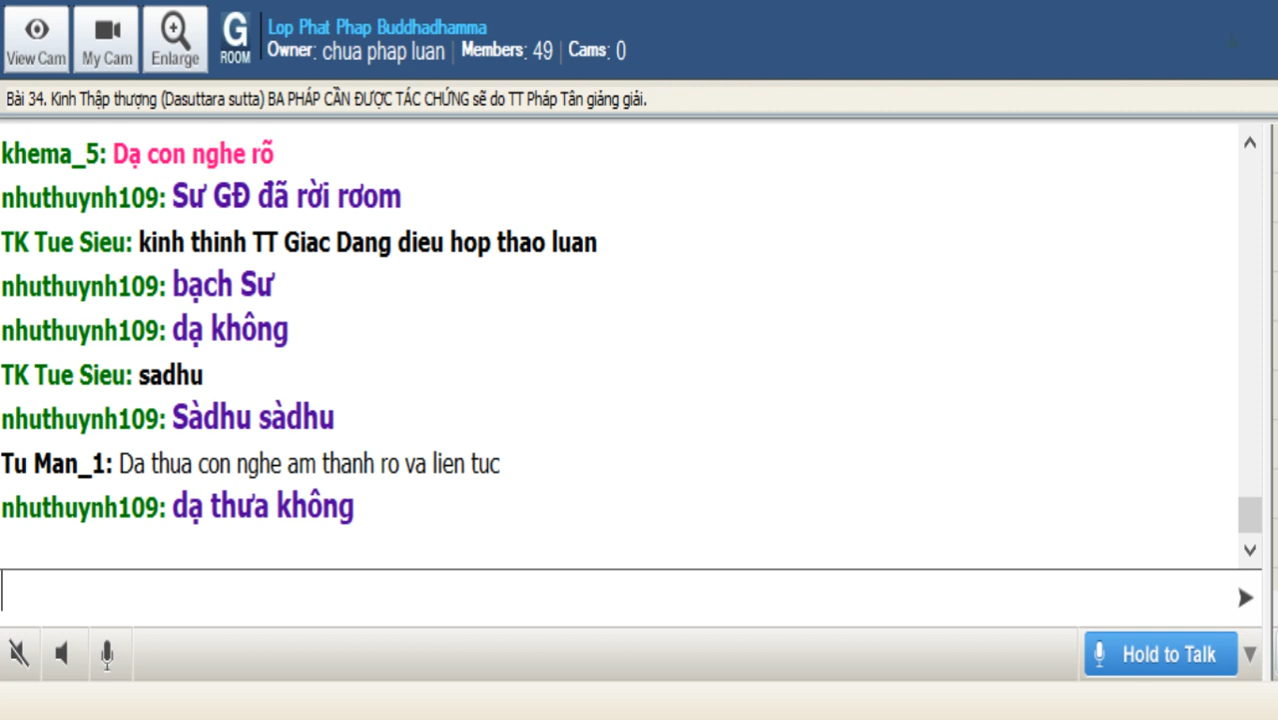 View Cam
My Cam
Enlarge
G
ROOM
Lop Phat Phap Buddhadhamma
Owner: chua phap luan | Members: 49 | Cams: 0
Bài 34. Kinh Thập thượng (Dasuttara sutta) BA PHÁP CẦN ĐƯỢC TÁC CHỨNG sẽ do TT Pháp Tân giảng giải.
khema_5: Dạ con nghe rõ
nhuthuynh109: Sư GĐ đã rời rơom
TK Tue Sieu: kinh thinh TT Giac Dang dieu hop thao luan
nhuthuynh109: bạch Sư
nhuthuynh109: dạ không
TK Tue Sieu: sadhu
nhuthuynh109: Sàdhu sàdhu
Tu Man_1: Da thua con nghe am thanh ro va lien tuc
nhuthuynh109: dạ thưa không
Hold to Talk